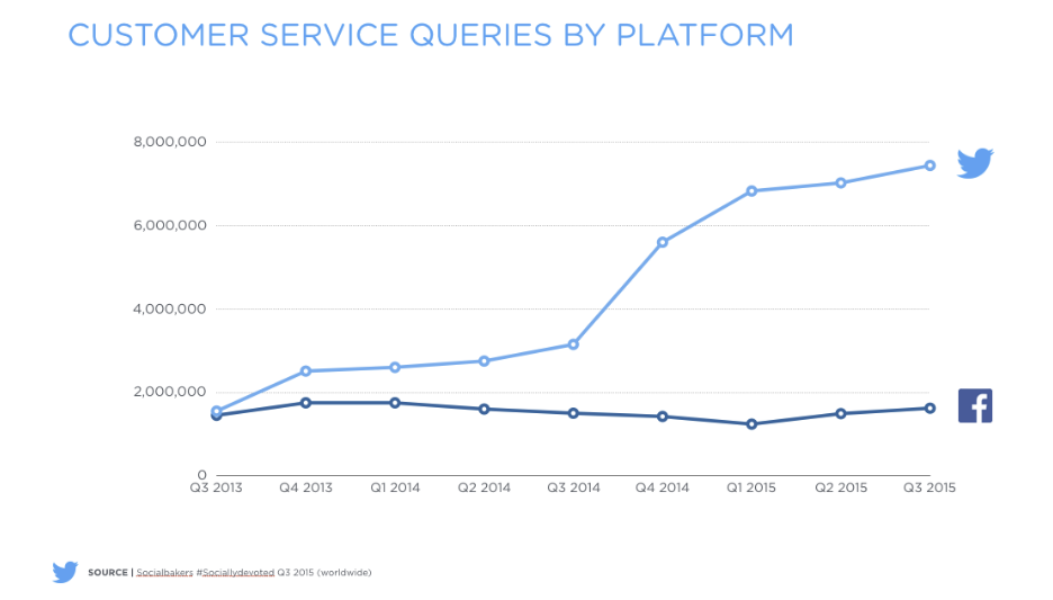 CUSTOMER SERVICE QUERIES BY PLATFORM
8,000,000
6,000,000
4,000,000
2,000,000
0
Q3 2013 Q4 2013 Q1 2014 Q2 2014 Q3 2014 Q4 2014 Q1 2015 Q2 2015 Q3 2015
SOURCE | Socialbakers #Sociallydevoted Q3 2015 (worldwide)